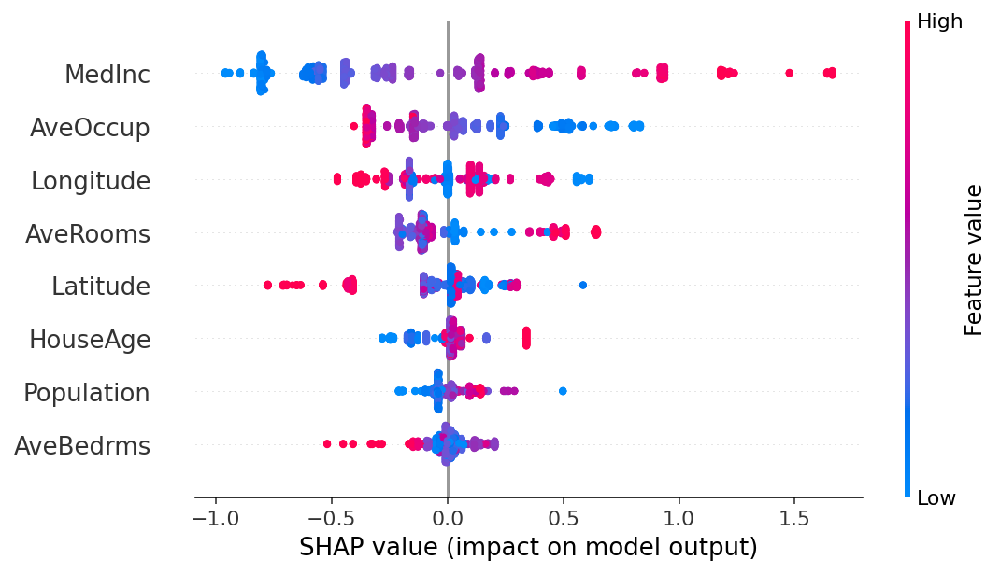 High
MedInc
AveOccup
Longitude
AveRooms
Latitude
HouseAge
Population
AveBedrms
Feature value
Low
−1.0 −0.5 0.0 0.5 1.0 1.5
SHAP value (impact on model output)